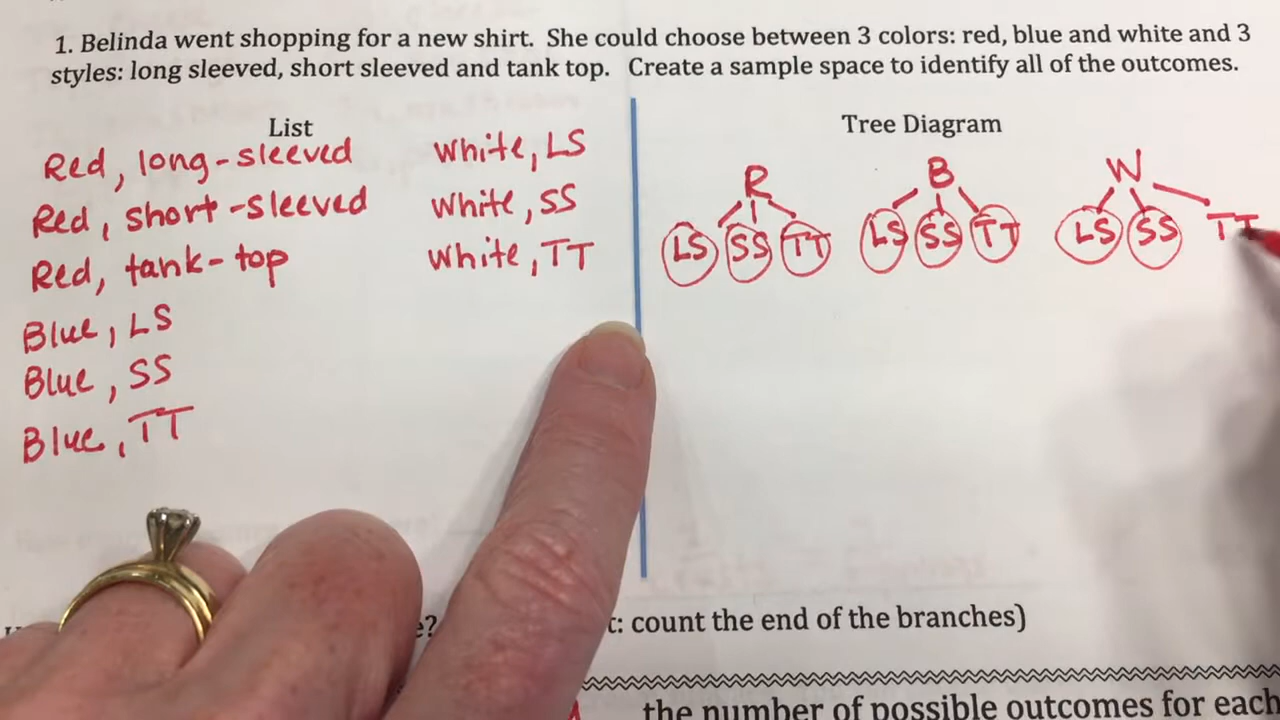 1. Belinda went shopping for a new shirt. She could choose between 3 colors: red, blue and white and 3
styles: long sleeved, short sleeved and tank top. Create a sample space to identify all of the outcomes.
List
Red, long-sleeved
Red, short-sleeved
Red, tank-top
Blue, LS
Blue, SS
Blue, TT
White, LS
White, SS
White, TT
Tree Diagram
R B W
LS SS TT LS SS TT LS SS TT
count the end of the branches)
the number of possible outcomes for each